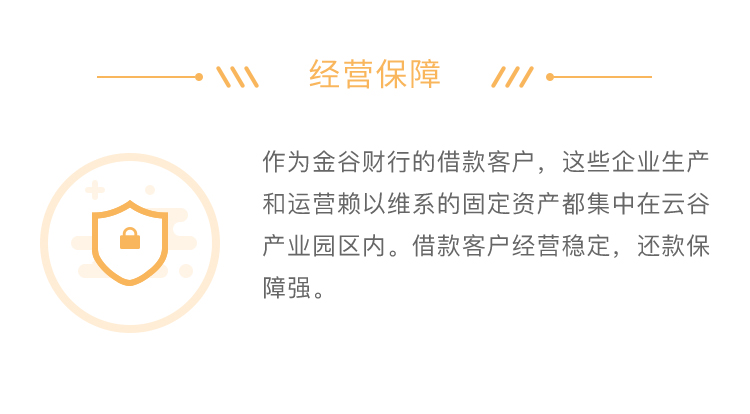 经营保障
作为金谷财行的借款客户，这些企业生产
和运营赖以维系的固定资产都集中在云谷
产业园区内。借款客户经营稳定，还款保
障强。